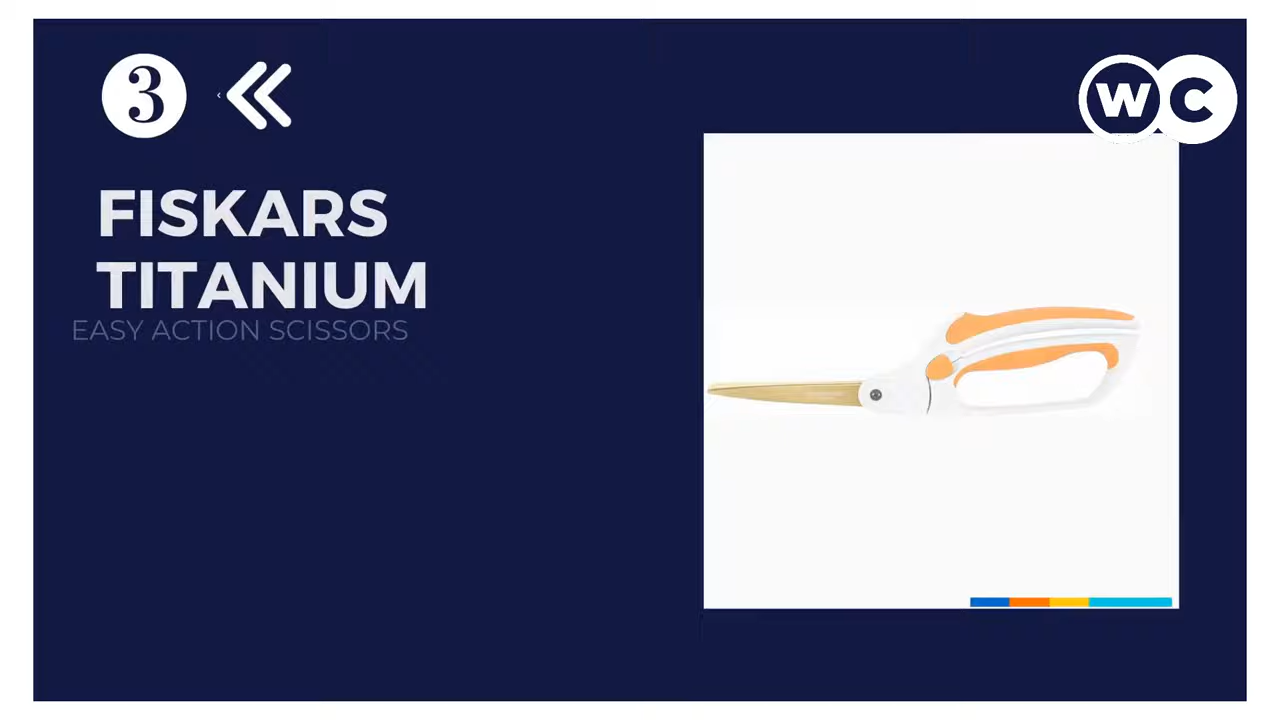 3
WC
FISKARS
TITANIUM
EASY ACTION SCISSORS